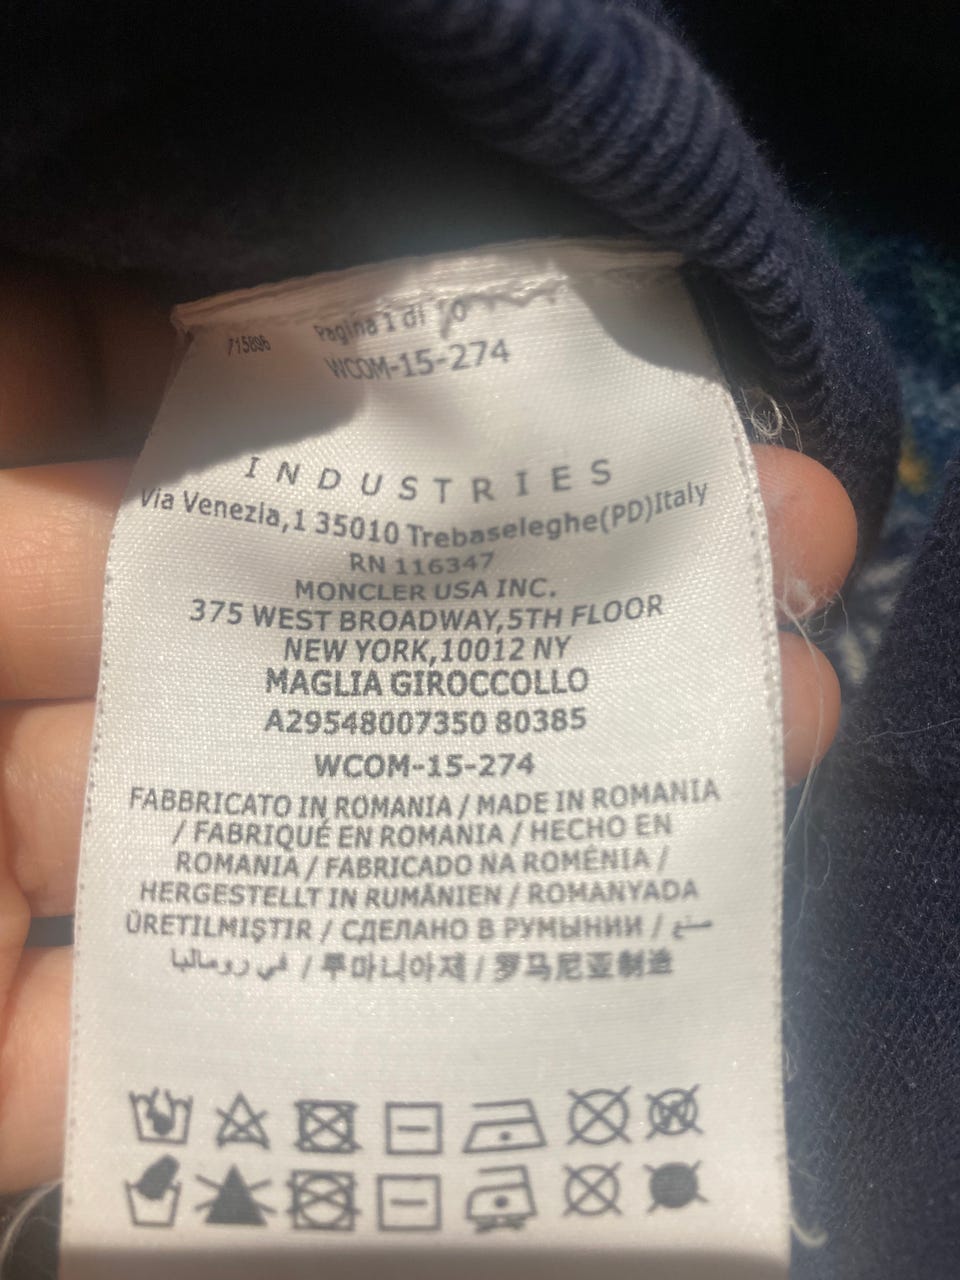 715896
Pagina 1 di 10
WCOM-15-274
INDUSTRIES
Via Venezia,1 35010 Trebaseleghe(PD)Italy
RN 116347
MONCLER USA INC.
375 WEST BROADWAY,5TH FLOOR
NEW YORK,10012 NY
MAGLIA GIROCCOLLO
A29548007350 80385
WCOM-15-274
FABBRICATO IN ROMANIA / MADE IN ROMANIA
/ FABRIQUÉ EN ROMANIA / HECHO EN
ROMANIA / FABRICADO NA ROMÉNIA /
HERGESTELLT IN RUMÄNIEN / ROMANYADA
ÜRETILMIŞTIR / СДЕЛАНО В РУМЫНИИ / صنع
في رومانيا / 루마니아제 / 罗马尼亚制造